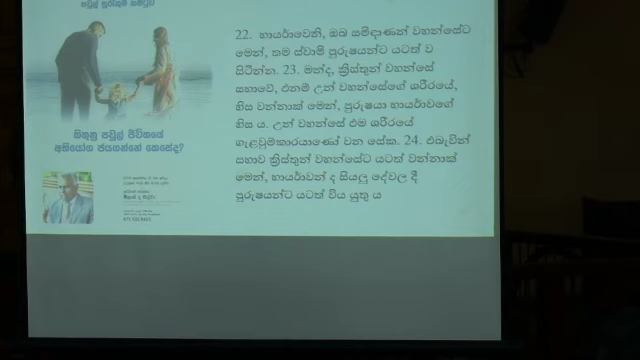 පවුල් සුරැකුම් සමුළුව
කිතුනු පවුල් ජීවිතයේ
අභියෝග ජයගන්නේ කෙසේද?
22. භාර්යාවෙනි, ඔබ සමිඳාණන් වහන්සේට
මෙන්, තම ස්වාමි පුරුෂයන්ට යටත් ව
සිටින්න. 23. මන්ද, ක්‍රිස්තුන් වහන්සේ
සභාවේ, එනම් උන් වහන්සේගේ ශරීරයේ,
හිස වන්නාක් මෙන්, පුරුෂයා භාර්යාවගේ
හිස ය. උන් වහන්සේ එම ශරීරයේ
ගැළවුම්කාරයාණෝ වන සේක. 24. එබැවින්
සභාව ක්‍රිස්තුන් වහන්සේට යටත් වන්නාක්
මෙන්, භාර්යාවන් ද සියලු දේවල දී
පුරුෂයන්ට යටත් විය යුතු ය